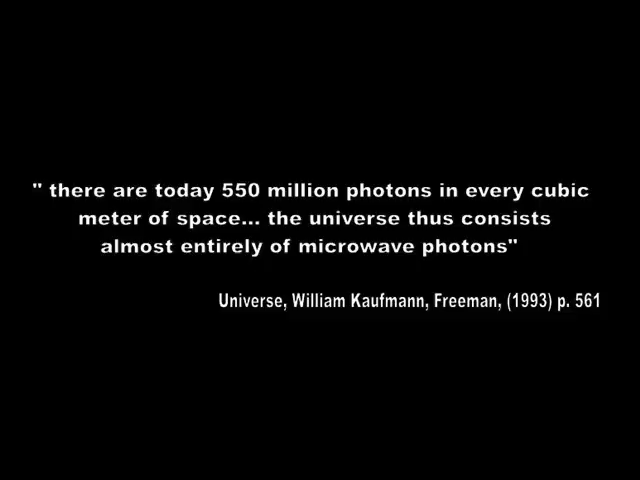 " there are today 550 million photons in every cubic
meter of space... the universe thus consists
almost entirely of microwave photons"
Universe, William Kaufmann, Freeman, (1993) p. 561